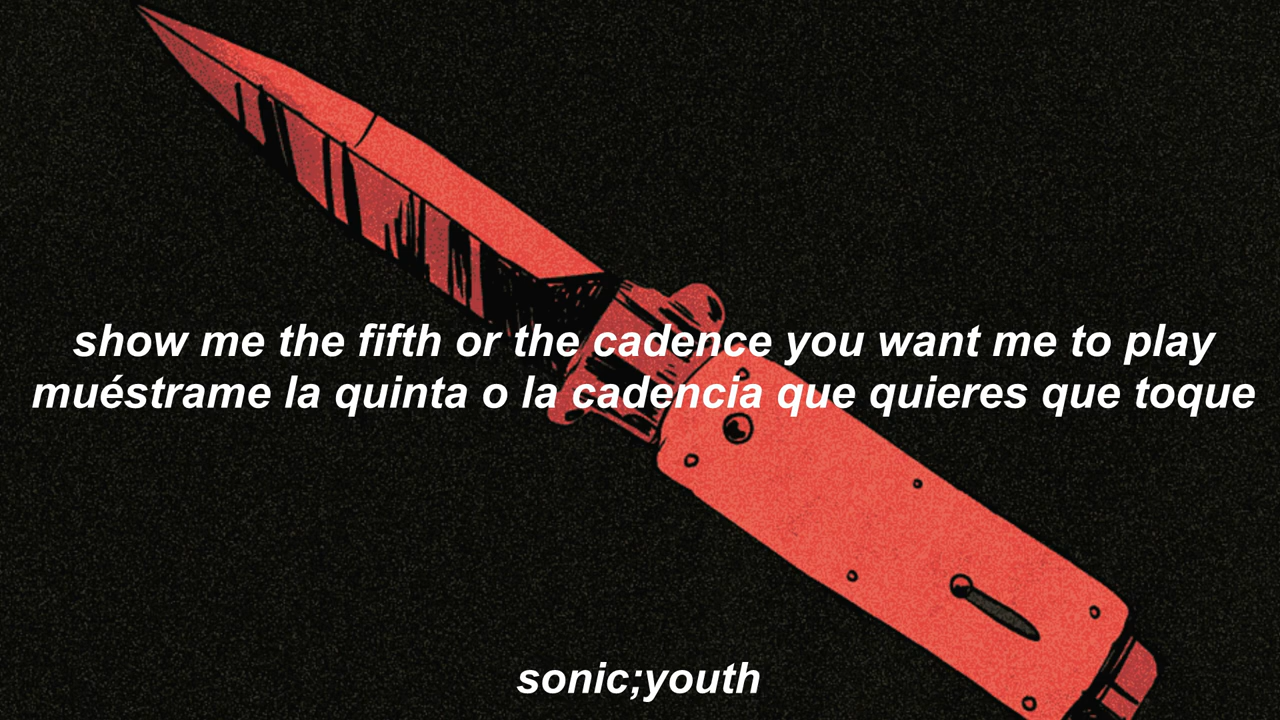 show me the fifth or the cadence you want me to play
muéstrame la quinta o la cadencia que quieres que toque
sonic;youth